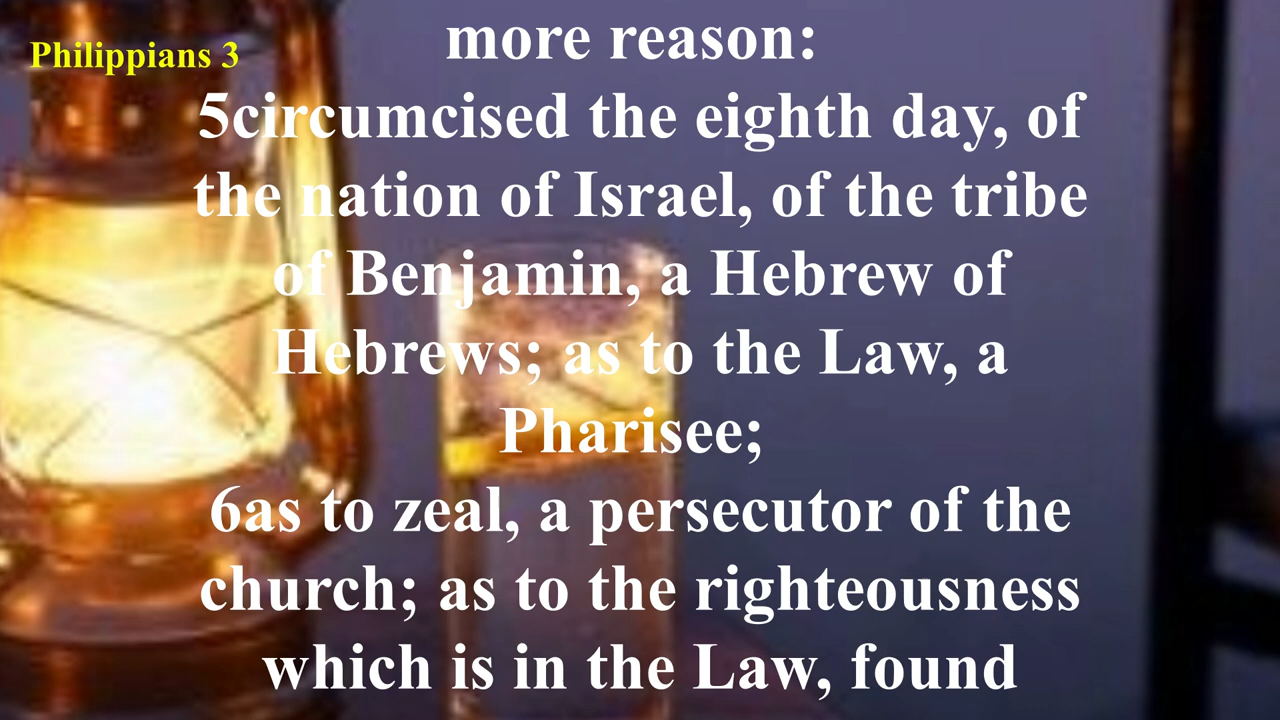 Philippians 3
more reason:
5circumcised the eighth day, of
the nation of Israel, of the tribe
of Benjamin, a Hebrew of
Hebrews; as to the Law, a
Pharisee;
6as to zeal, a persecutor of the
church; as to the righteousness
which is in the Law, found